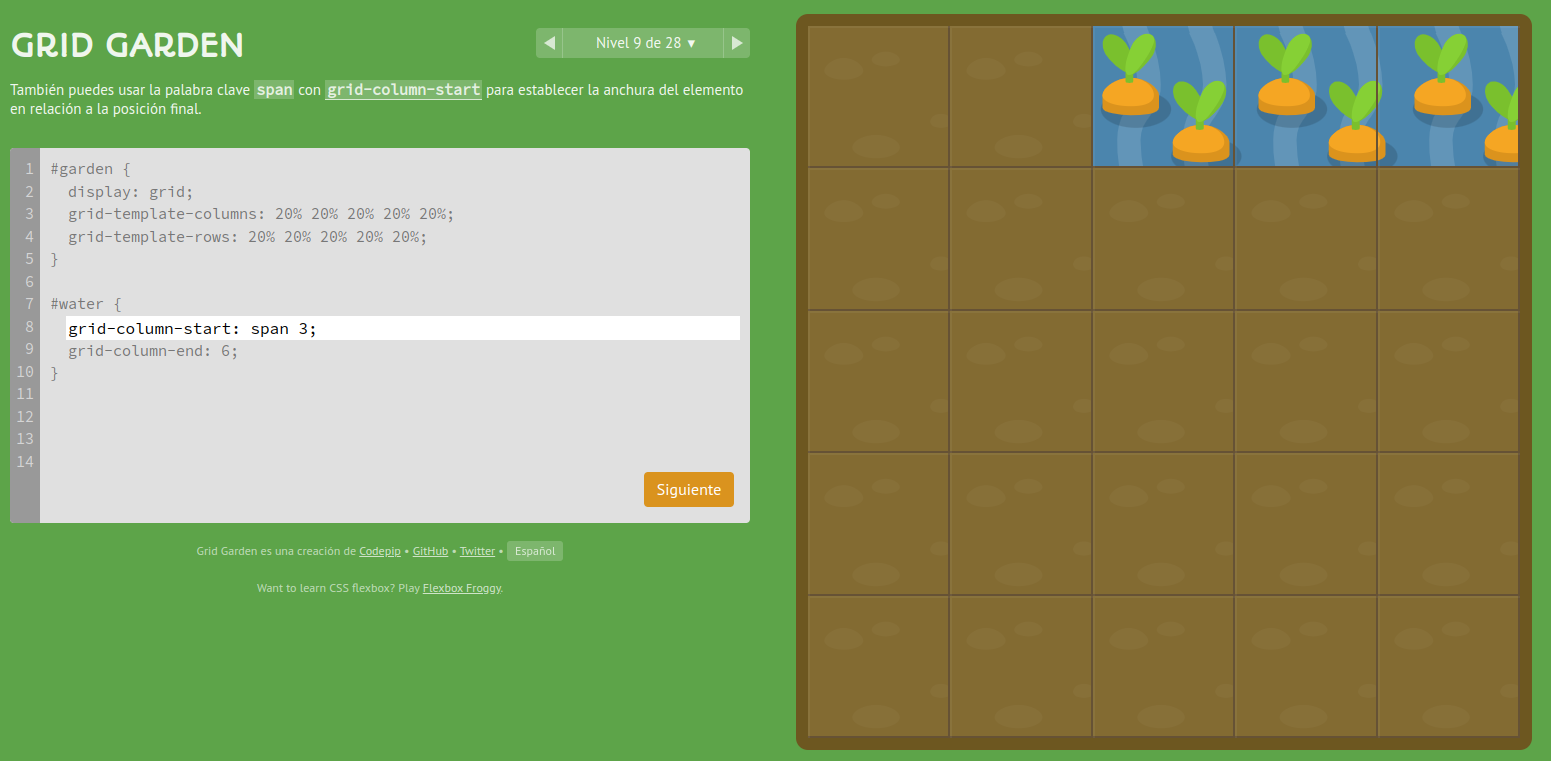 GRID GARDEN
Nivel 9 de 28 ▾
También puedes usar la palabra clave span con grid-column-start para establecer la anchura del elemento
en relación a la posición final.
1 #garden {
2 display: grid;
3 grid-template-columns: 20% 20% 20% 20% 20%;
4 grid-template-rows: 20% 20% 20% 20% 20%;
5 }
6
7 #water {
8 grid-column-start: span 3;
9 grid-column-end: 6;
10 }
11
12
13
14
Siguiente
Grid Garden es una creación de Codepip • GitHub • Twitter • Español
Want to learn CSS flexbox? Play Flexbox Froggy.